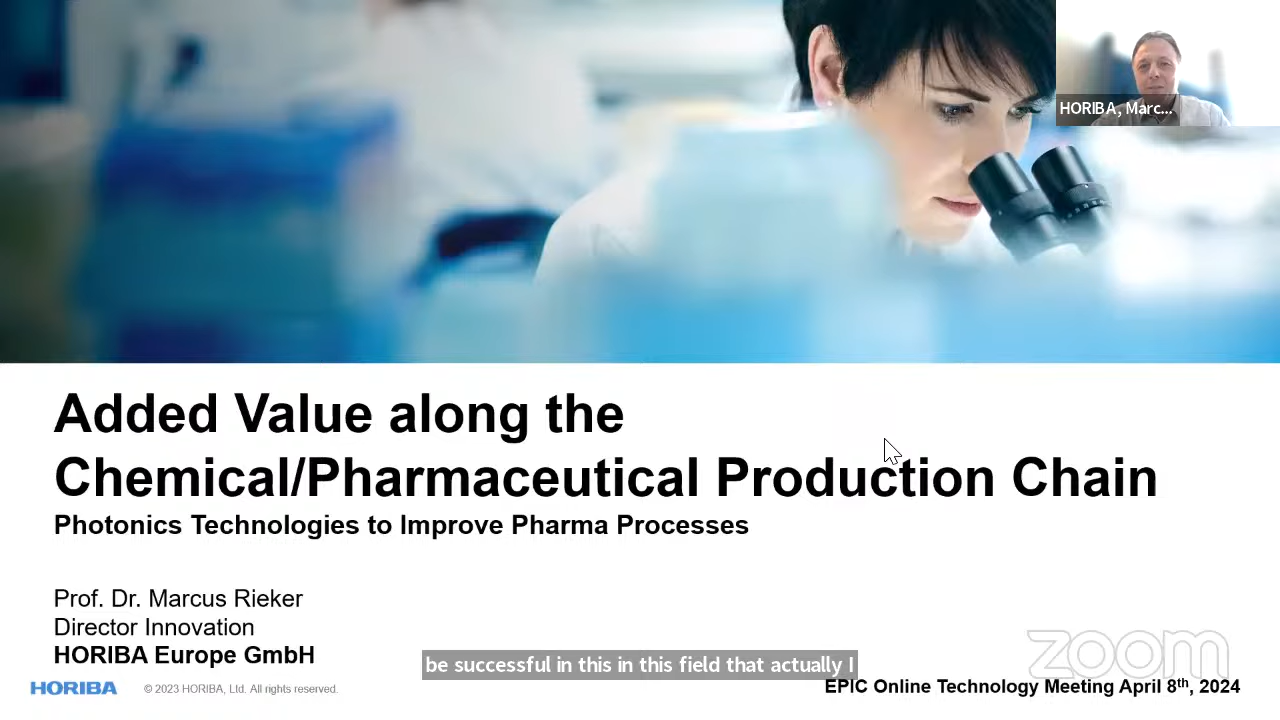 HORIBA, Marc...
Added Value along the
Chemical/Pharmaceutical Production Chain
Photonics Technologies to Improve Pharma Processes
Prof. Dr. Marcus Rieker
Director Innovation
HORIBA Europe GmbH
be successful in this in this field that actually I
zoom
HORIBA © 2023 HORIBA, Ltd. All rights reserved.
EPIC Online Technology Meeting April 8th, 2024